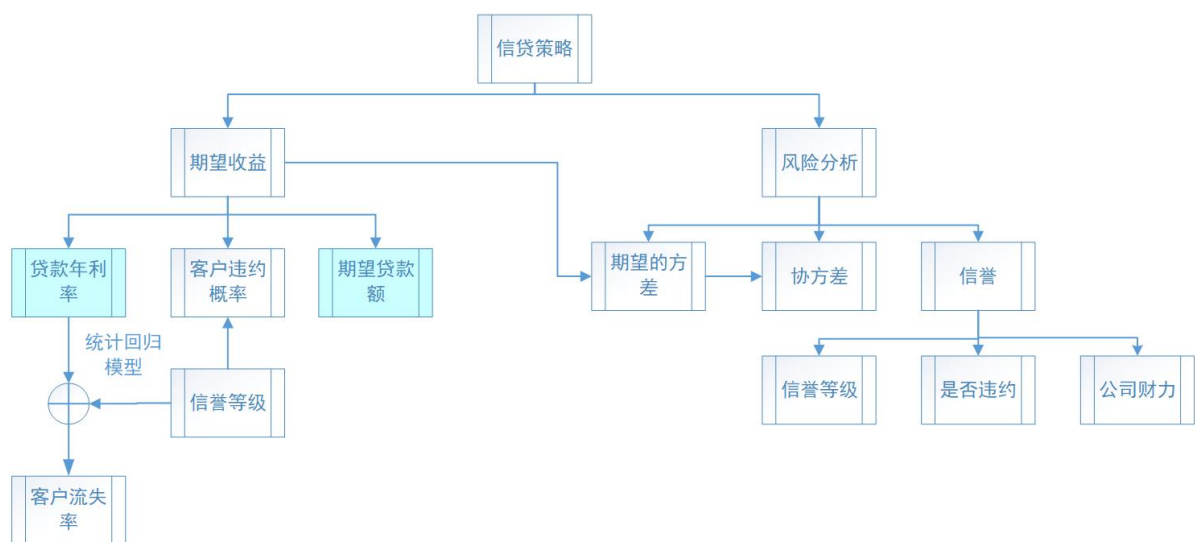 信贷策略
期望收益
风险分析
贷款年利
率
客户违约
概率
期望贷款
额
期望的方
差
协方差
信誉
统计回归
模型
信誉等级
信誉等级
是否违约
公司财力
客户流失
率